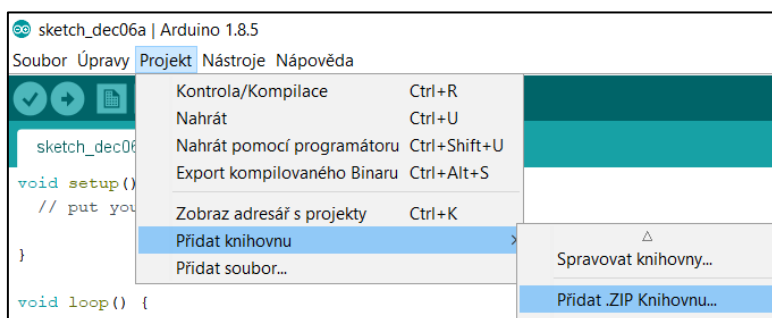 sketch_dec06a | Arduino 1.8.5
Soubor Úpravy Projekt Nástroje Nápověda
Kontrola/Kompilace Ctrl+R
Nahrát Ctrl+U
Nahrát pomocí programátoru Ctrl+Shift+U
Export kompilovaného Binaru Ctrl+Alt+S
Zobraz adresář s projekty Ctrl+K
Přidat knihovnu
Přidat soubor...
Spravovat knihovny...
Přidat .ZIP Knihovnu...
sketch_dec0
void setup()
// put you
}
void loop() {